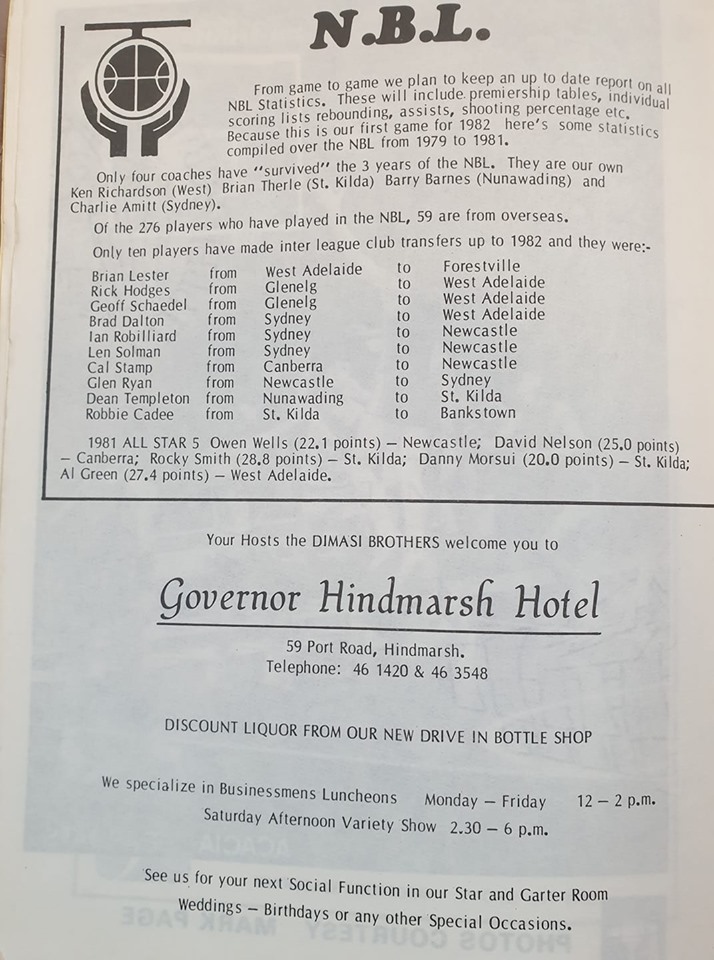 N.B.L.
From game to game we plan to keep an up to date report on all
NBL Statistics. These will include premiership tables, individual
scoring lists rebounding, assists, shooting percentage etc.
Because this is our first game for 1982 here's some statistics
compiled over the NBL from 1979 to 1981.
Only four coaches have "survived" the 3 years of the NBL. They are our own
Ken Richardson (West) Brian Therle (St. Kilda) Barry Barnes (Nunawading) and
Charlie Amitt (Sydney).
Of the 276 players who have played in the NBL, 59 are from overseas.
Only ten players have made inter league club transfers up to 1982 and they were:-
Brian Lester from West Adelaide to Forestville
Rick Hodges from Glenelg to West Adelaide
Geoff Schaedel from Glenelg to West Adelaide
Brad Dalton from Sydney to West Adelaide
Ian Robilliard from Sydney to Newcastle
Len Solman from Sydney to Newcastle
Cal Stamp from Canberra to Newcastle
Glen Ryan from Newcastle to Sydney
Dean Templeton from Nunawading to St. Kilda
Robbie Cadee from St. Kilda to Bankstown
1981 ALL STAR 5 Owen Wells (22.1 points) – Newcastle; David Nelson (25.0 points)
– Canberra; Rocky Smith (28.8 points) – St. Kilda; Danny Morsui (20.0 points) – St. Kilda;
Al Green (27.4 points) – West Adelaide.
Your Hosts the DIMASI BROTHERS welcome you to
Governor Hindmarsh Hotel
59 Port Road, Hindmarsh.
Telephone: 46 1420 & 46 3548
DISCOUNT LIQUOR FROM OUR NEW DRIVE IN BOTTLE SHOP
We specialize in Businessmens Luncheons Monday – Friday 12 – 2 p.m.
Saturday Afternoon Variety Show 2.30 – 6 p.m.
See us for your next Social Function in our Star and Garter Room
Weddings – Birthdays or any other Special Occasions.
PHOTOS COURTESY MARK PAGE